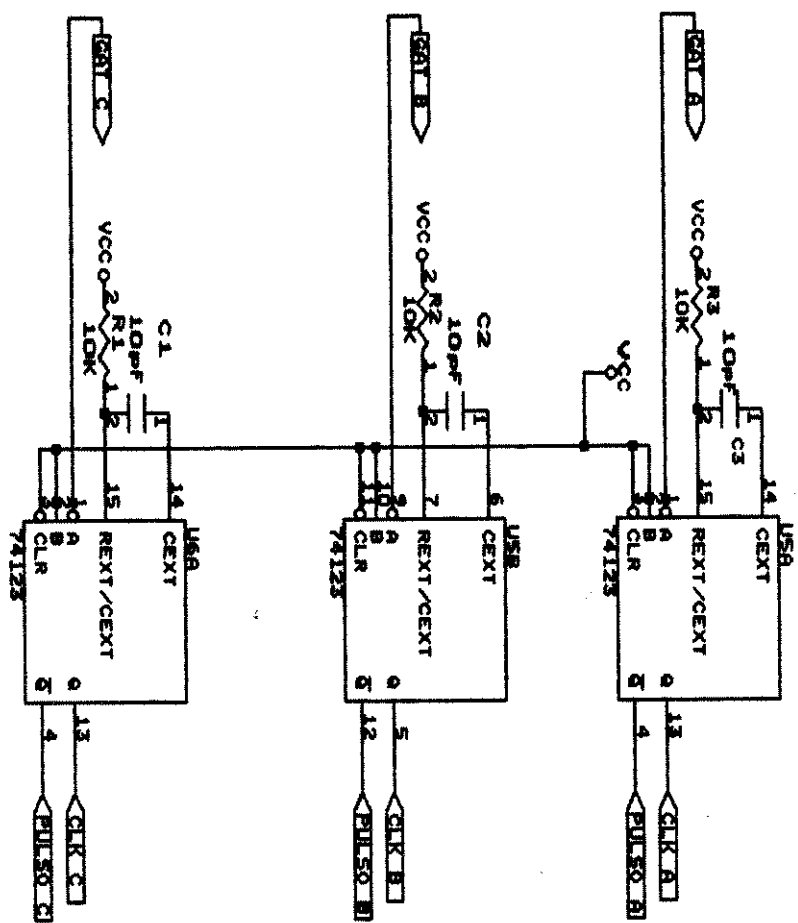 GAT A
VCC
2
R3
10K
1
10pF
2
1
C3
U5A
14
CEXT
15
REXT/CEXT
1
A
2
B
3
CLR
74123
Q
13
CLK A
Q
4
PULSO A
VCC
GAT B
VCC
2
R2
10K
1
C2
10pF
2
1
U5B
6
CEXT
7
REXT/CEXT
9
A
10
B
11
CLR
74123
Q
5
CLK B
Q
12
PULSO B
GAT C
VCC
2
R1
10K
1
C1
10pF
2
1
U6A
14
CEXT
15
REXT/CEXT
1
A
2
B
3
CLR
74123
Q
13
CLK C
Q
4
PULSO C